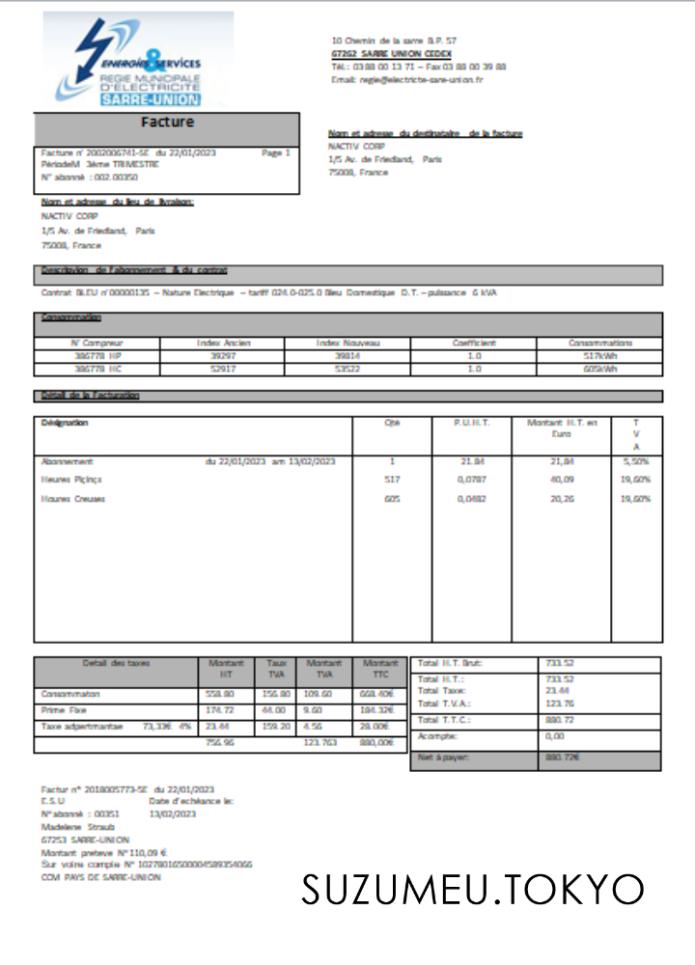 ENERGIES & SERVICES
REGIE MUNICIPALE
D'ELECTRICITE
SARRE-UNION
10 Chemin de la sarre B.P. 57
67262 SARRE UNION CEDEX
Tél.: 03 88 00 13 71 – Fax 03 88 00 39 88
Email: regie@electricte-sare-union.fr
Facture
Facture n° 2002006741-SE du 22/01/2023 Page 1
PériodeM 3ème TRIMESTRE
N° abonné : 002.00350
Nom et adresse du destinataire de la facture
NACTIV CORP
1/5 Av. de Friedland, Paris
75008, France
Nom et adresse du lieu de livraison:
NACTIV CORP
1/5 Av. de Friedland, Paris
75008, France
Descrivion de l'abonnement & du contrat
Contrat BLEU n°00000135 – Nature Electrique – tariff 024.0-025.0 Bleu Domestique D.T. – puissance 6 kVA
Consommation
N° Compreur Index Ancien Index Nouveau Coefficient Consommations
386778 HP 39297 39814 1.0 517kWh
386778 HC 52917 53522 1.0 605kWh
Détail de la Facturation
Désignation Qté P.U.H.T. Montant H.T. en Euro T V A
Abonnement du 22/01/2023 am 13/02/2023 1 21.84 21,84 5,50%
Heures 517 0,0787 40,09 19,60%
Haures Creuses 605 0,0482 20,26 19,60%
Detail des taxes Montant HT Taux TVA Montant TVA Montant TTC
Consommaton 558.80 156.80 109.60 668.40€
Prime Fixe 174.72 44.00 9.60 184.32€
Taxe adpertmantae 73,33€ 4% 23.44 159.20 4.56 28.00€
756.96 123.763 880,00€
Total H.T. Brut: 733.52
Total H.T.: 733.52
Total Taxe: 23.44
Total T.V.A.: 123.76
Total T.T.C.: 880.72
Acompte: 0,00
Net à payer: 880.72€
Factur n° 2018005773-SE du 22/01/2023
E.S.U Date d'echéance le:
N° abonné : 00351 13/02/2023
Madelene Straub
67253 SARRE-UNION
Montant preteve N° 110,09 €
Sur voire compie N° 10278016500004589354066
COM PAYS DE SARRE-UNION
SUZUMEU.TOKYO